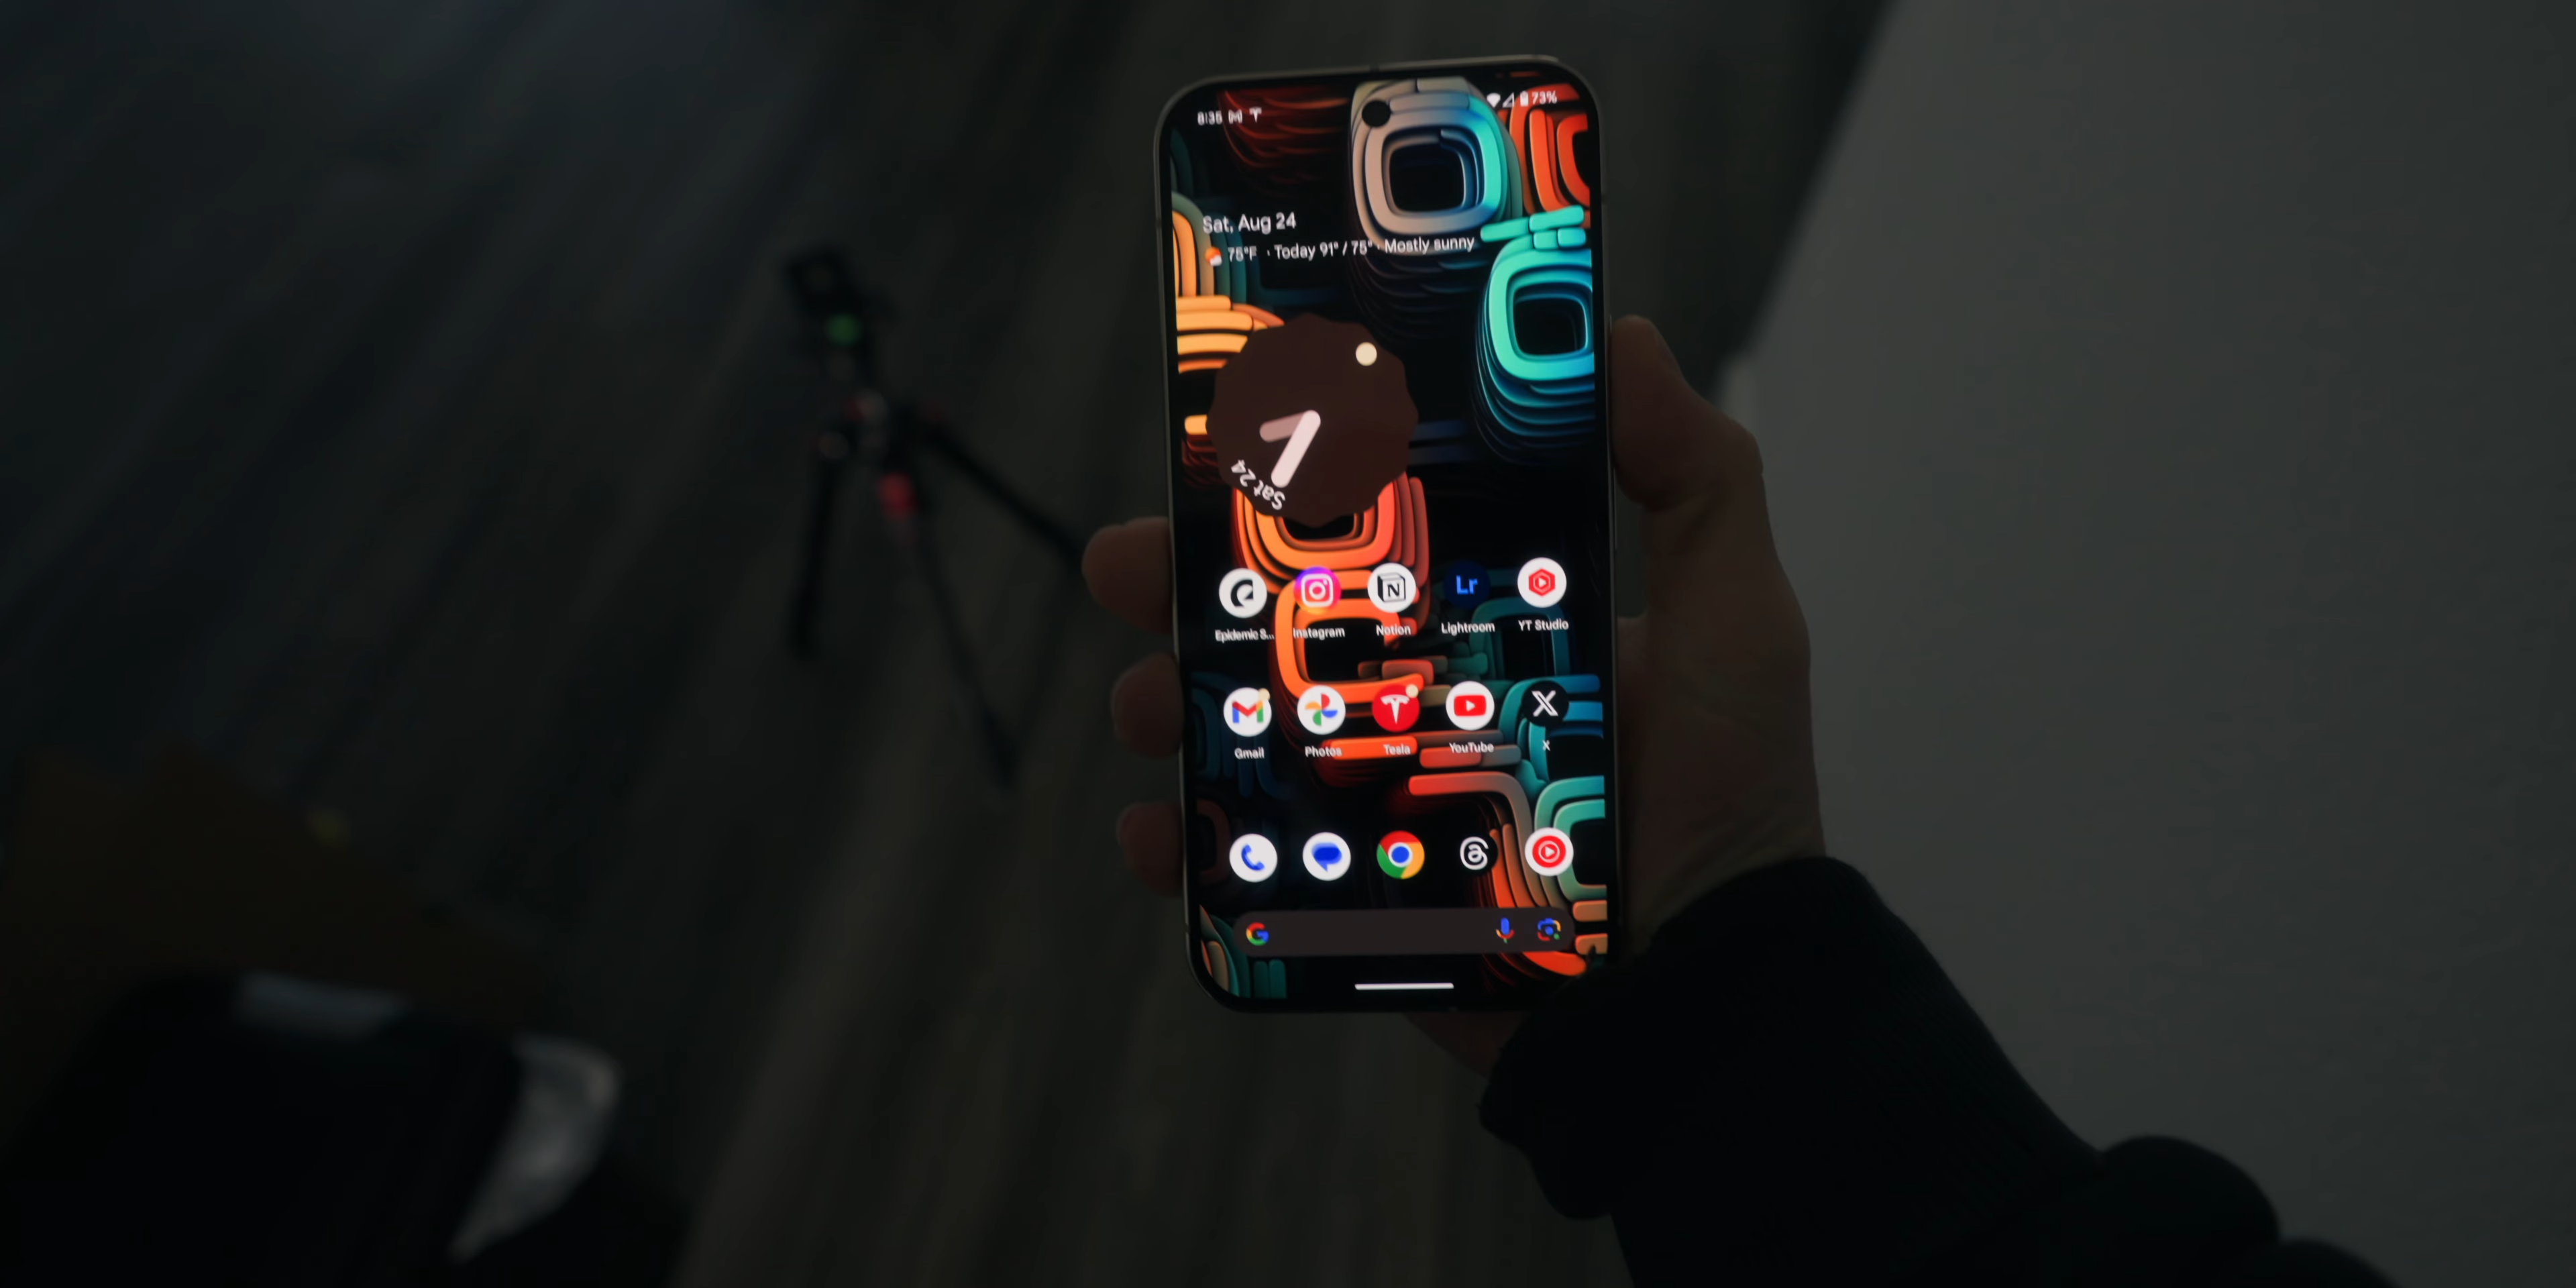 8:35 73%
Sat, Aug 24
75°F · Today 91° / 75° · Mostly sunny
Sat 24
Epidemic S... Instagram Notion Lightroom YT Studio
N Lr
Gmail Photos Tesla YouTube X